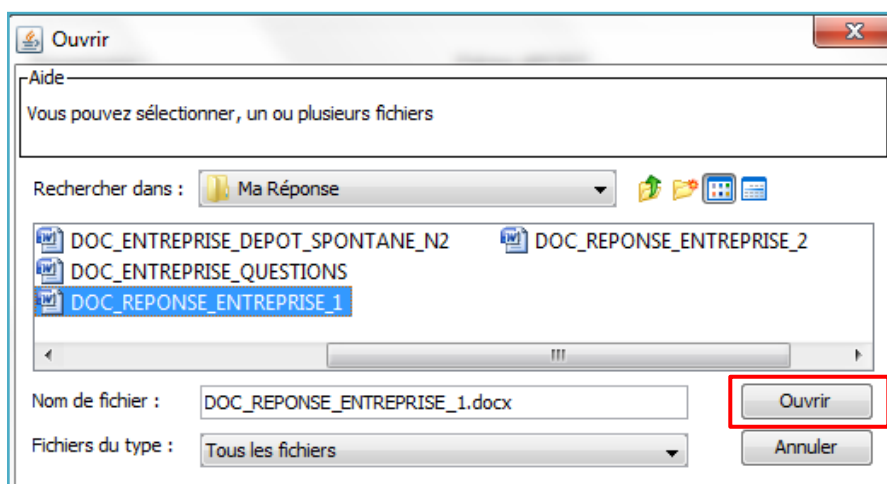 Ouvrir
Aide
Vous pouvez sélectionner, un ou plusieurs fichiers
Rechercher dans : Ma Réponse
DOC_ENTREPRISE_DEPOT_SPONTANE_N2 DOC_REPONSE_ENTREPRISE_2
DOC_ENTREPRISE_QUESTIONS
DOC_REPONSE_ENTREPRISE_1
Nom de fichier : DOC_REPONSE_ENTREPRISE_1.docx Ouvrir
Fichiers du type : Tous les fichiers Annuler